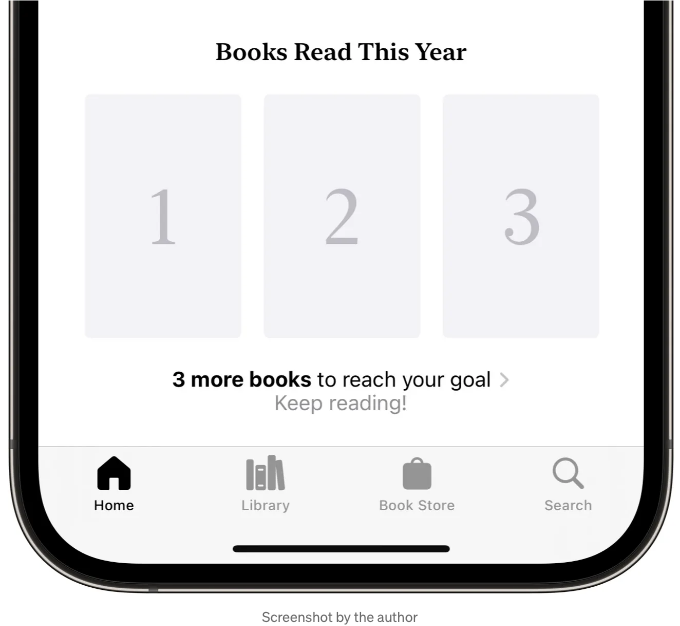 Books Read This Year
1 2 3
3 more books to reach your goal
Keep reading!
Home Library Book Store Search
Screenshot by the author